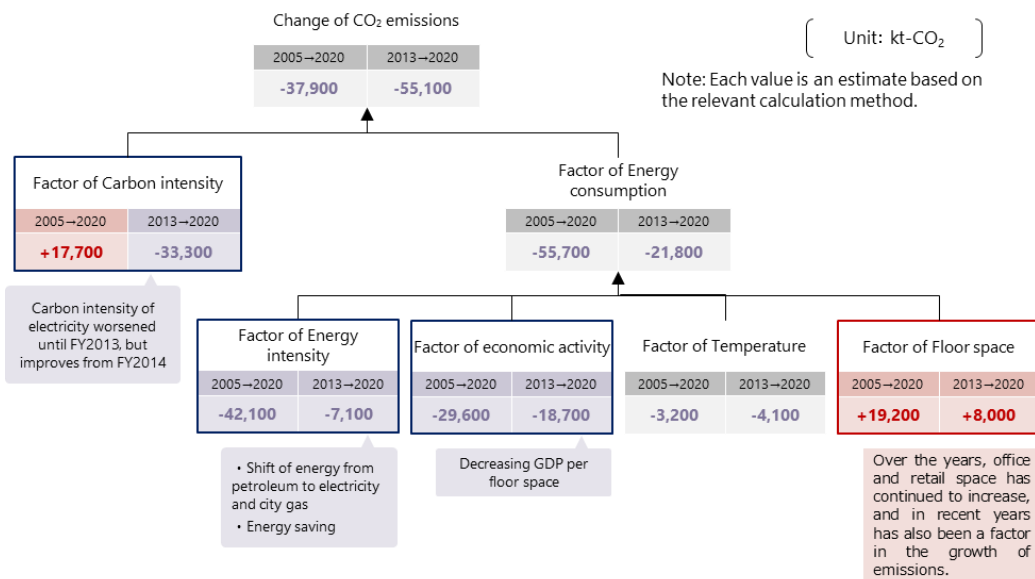 Change of CO₂ emissions
2005→2020 2013→2020
-37,900 -55,100
Unit: kt-CO₂
Note: Each value is an estimate based on
the relevant calculation method.
Factor of Carbon intensity
2005→2020 2013→2020
+17,700 -33,300
Carbon intensity of
electricity worsened
until FY2013, but
improves from FY2014
Factor of Energy
consumption
2005→2020 2013→2020
-55,700 -21,800
Factor of Energy
intensity
2005→2020 2013→2020
-42,100 -7,100
• Shift of energy from
petroleum to electricity
and city gas
• Energy saving
Factor of economic activity
2005→2020 2013→2020
-29,600 -18,700
Decreasing GDP per
floor space
Factor of Temperature
2005→2020 2013→2020
-3,200 -4,100
Factor of Floor space
2005→2020 2013→2020
+19,200 +8,000
Over the years, office
and retail space has
continued to increase,
and in recent years
has also been a factor
in the growth of
emissions.